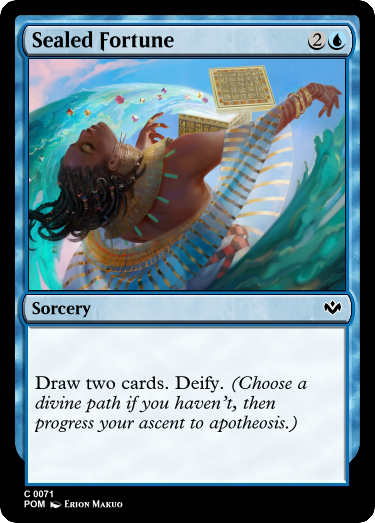 Sealed Fortune 2
Sorcery
Draw two cards. Deify. (Choose a
divine path if you haven't, then
progress your ascent to apotheosis.)
C 0071
POM Erion Makuo